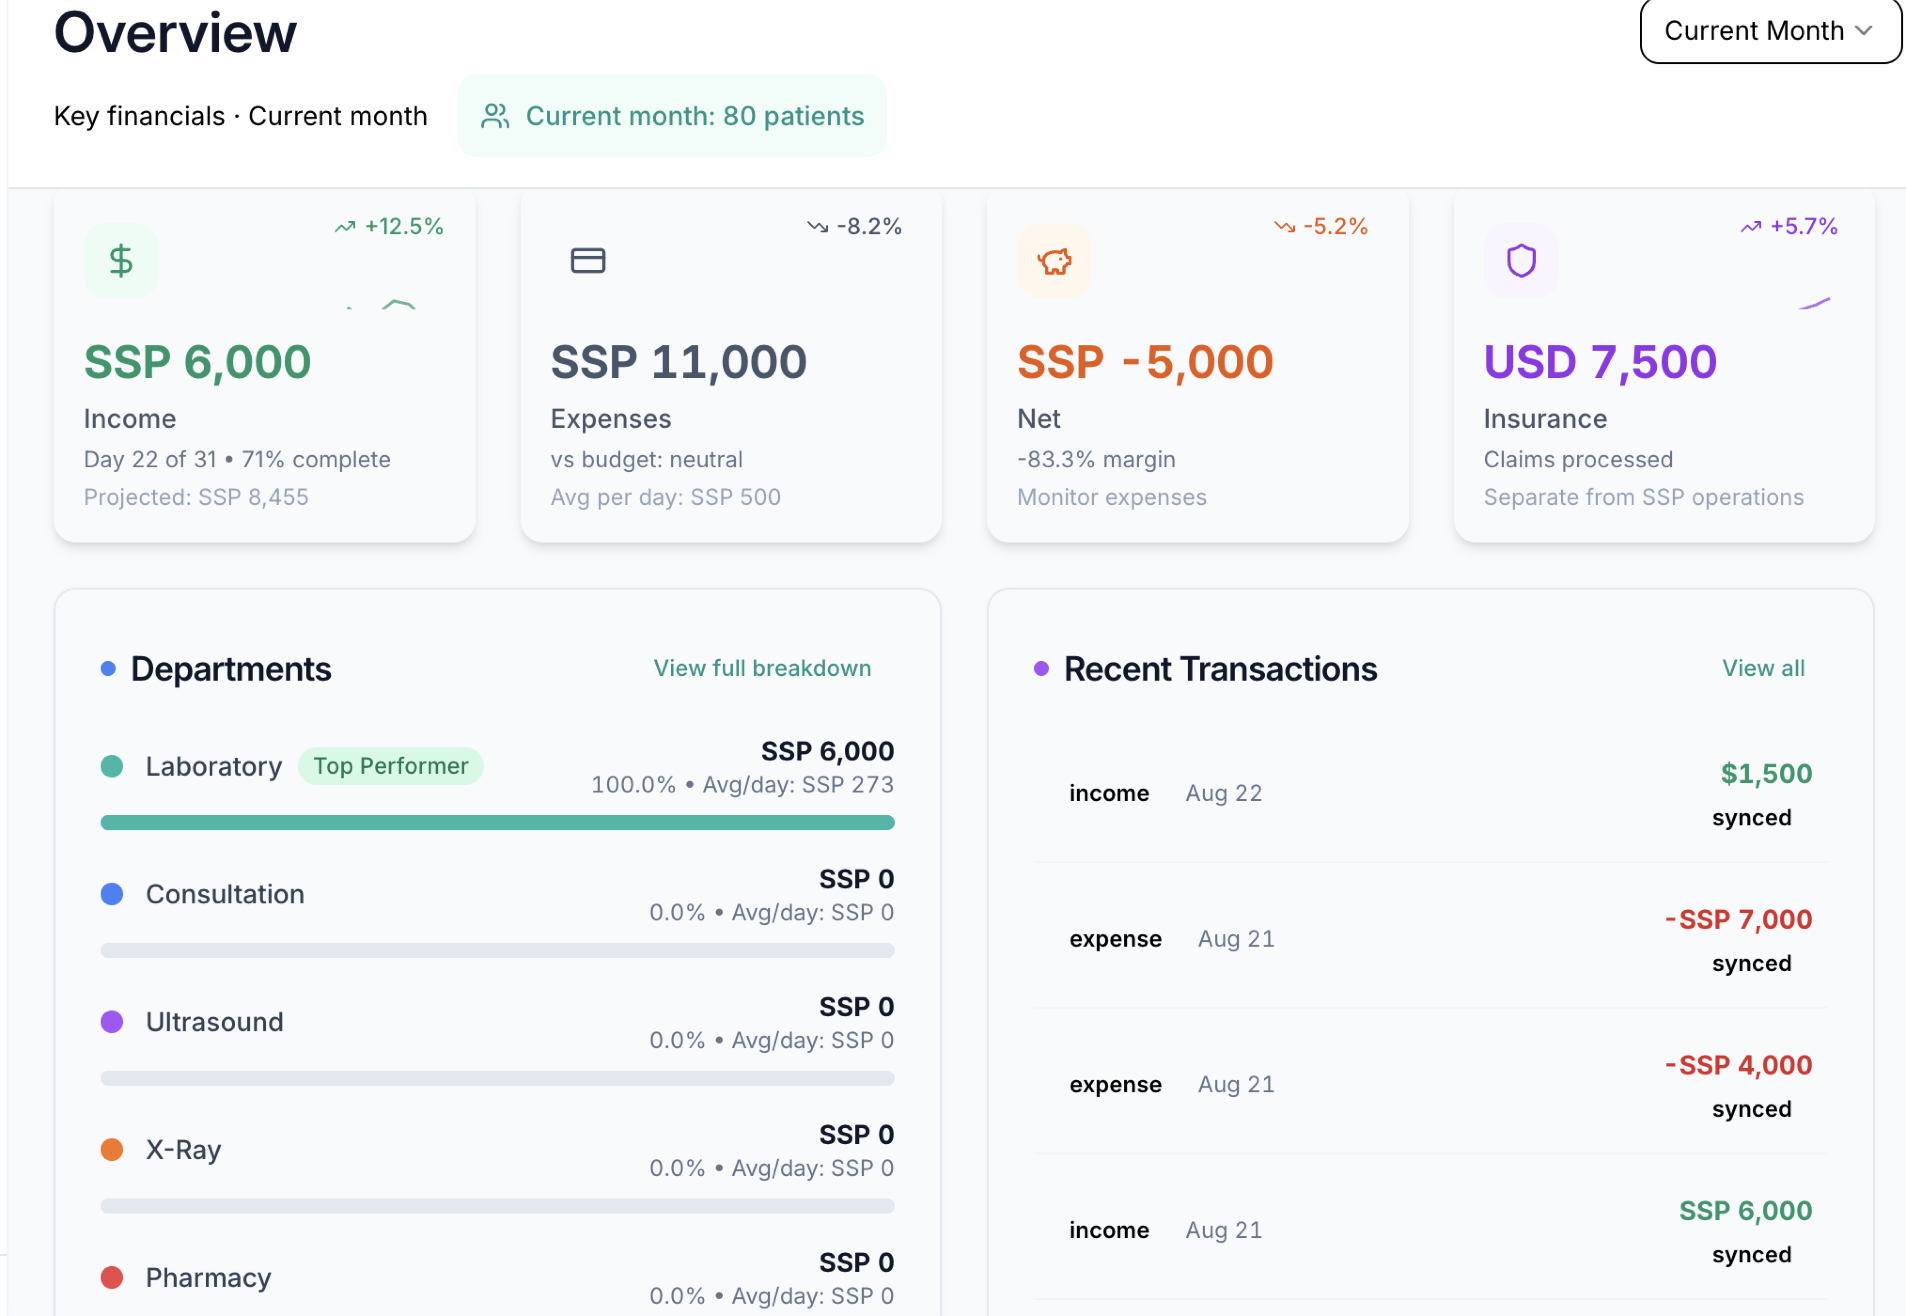 Overview
Current Month
Key financials · Current month
Current month: 80 patients
+12.5%
SSP 6,000
Income
Day 22 of 31 • 71% complete
Projected: SSP 8,455
-8.2%
SSP 11,000
Expenses
vs budget: neutral
Avg per day: SSP 500
-5.2%
SSP -5,000
Net
-83.3% margin
Monitor expenses
+5.7%
USD 7,500
Insurance
Claims processed
Separate from SSP operations
Departments
View full breakdown
Laboratory
Top Performer
SSP 6,000
100.0% • Avg/day: SSP 273
Consultation
SSP 0
0.0% • Avg/day: SSP 0
Ultrasound
SSP 0
0.0% • Avg/day: SSP 0
X-Ray
SSP 0
0.0% • Avg/day: SSP 0
Pharmacy
SSP 0
0.0% • Avg/day: SSP 0
Recent Transactions
View all
income Aug 22
$1,500
synced
expense Aug 21
-SSP 7,000
synced
expense Aug 21
-SSP 4,000
synced
income Aug 21
SSP 6,000
synced